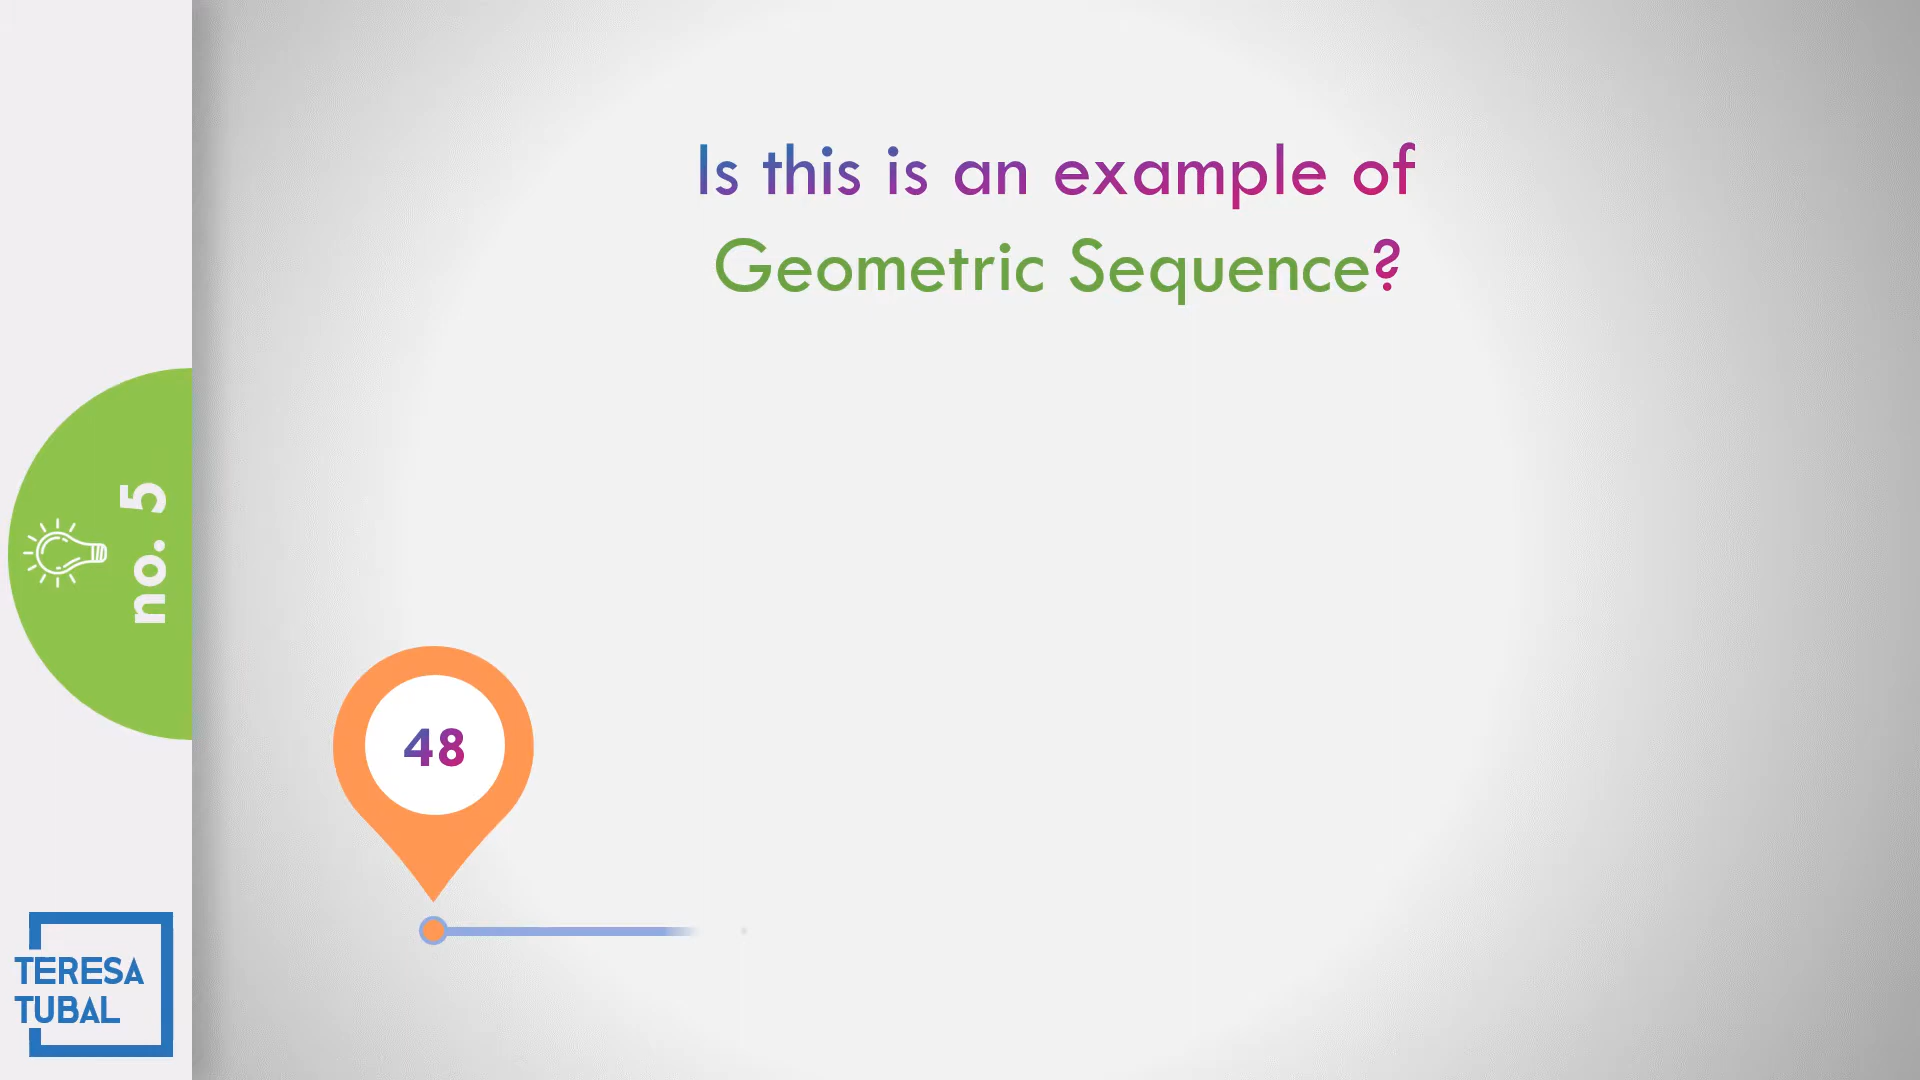 Is this is an example of
Geometric Sequence?
no. 5
48
TERESA
TUBAL